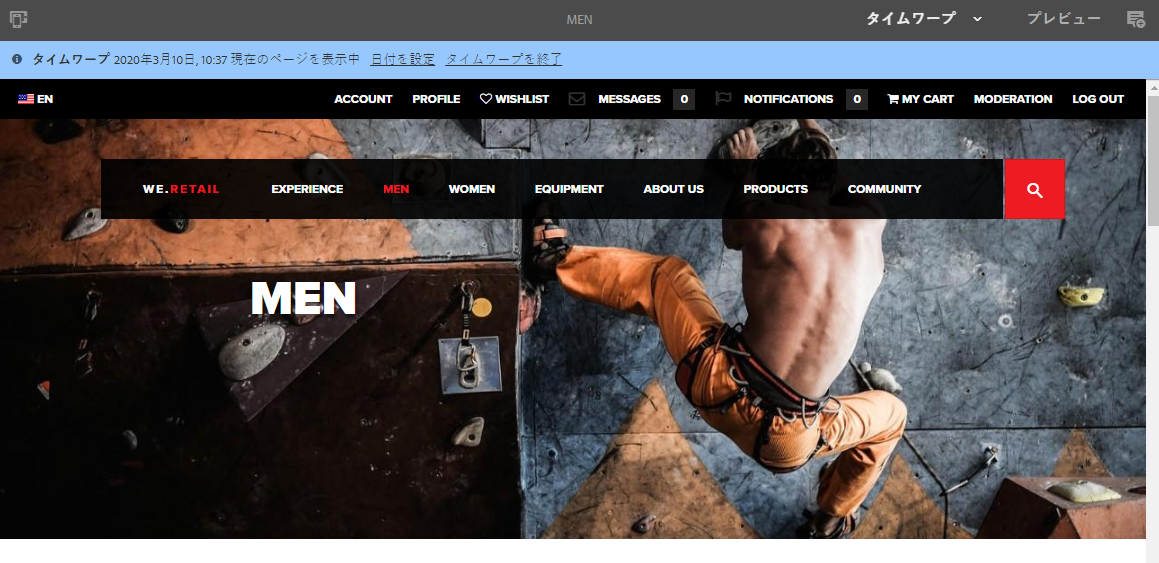 MEN タイムワープ プレビュー
タイムワープ 2020年3月10日, 10:37 現在のページを表示中 日付を設定 タイムワープを終了
EN ACCOUNT PROFILE WISHLIST MESSAGES 0 NOTIFICATIONS 0 MY CART MODERATION LOG OUT
WE.RETAIL EXPERIENCE MEN WOMEN EQUIPMENT ABOUT US PRODUCTS COMMUNITY
MEN